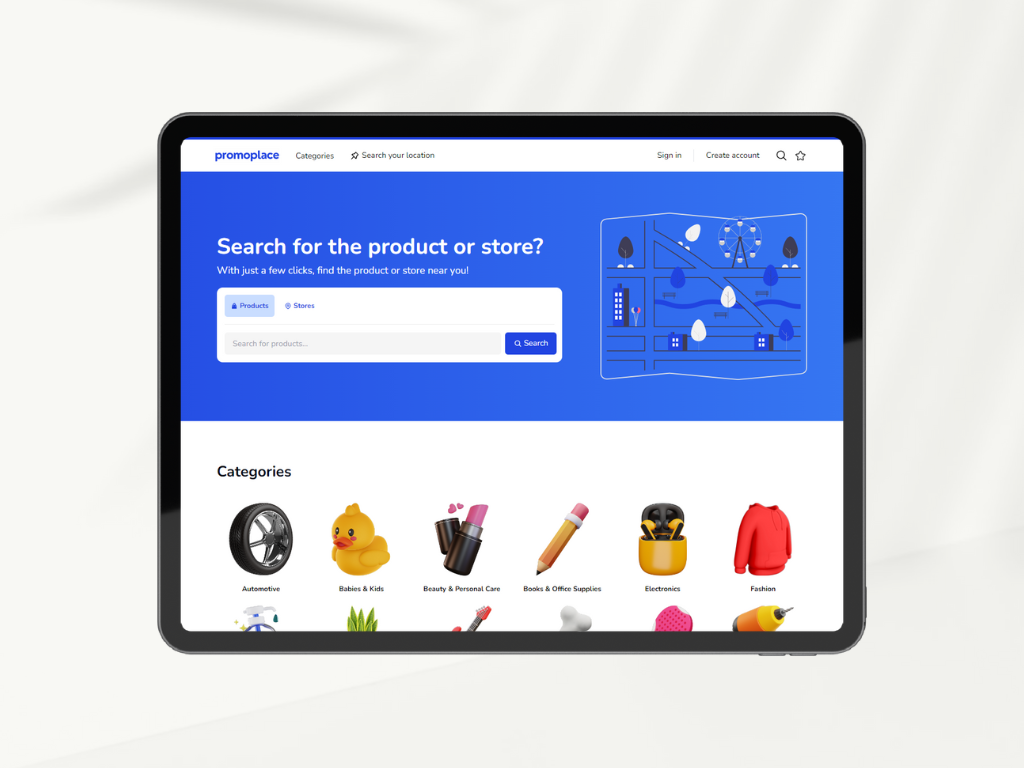 promoplace
Categories
Search your location
Sign in
Create account
Search for the product or store?
With just a few clicks, find the product or store near you!
Products
Stores
Search for products...
Search
Categories
Automotive
Babies & Kids
Beauty & Personal Care
Books & Office Supplies
Electronics
Fashion